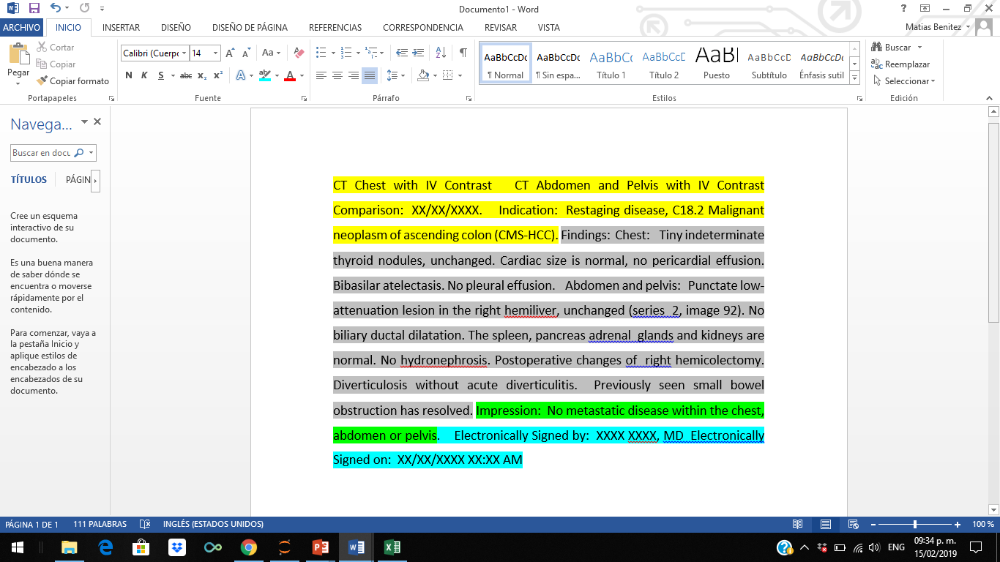 Documento1 - Word
ARCHIVO INICIO INSERTAR DISEÑO DISEÑO DE PÁGINA REFERENCIAS CORRESPONDENCIA REVISAR VISTA Matias Benitez
Pegar
Cortar
Copiar
Copiar formato
Portapapeles
Calibri (Cuerpo 14
N K S abc x₂ x² A ab A
Fuente
Párrafo
AaBbCcDc AaBbCcDc AaBbCc AaBbCcD AaBl AaBbCcD AaBbCcDc
¶ Normal ¶ Sin espa... Título 1 Título 2 Puesto Subtítulo Énfasis sutil
Estilos
Buscar
Reemplazar
Seleccionar
Edición
Navega...
Buscar en docu
TÍTULOS PÁGIN
Cree un esquema
interactivo de su
documento.
Es una buena manera
de saber dónde se
encuentra o moverse
rápidamente por el
contenido.
Para comenzar, vaya a
la pestaña Inicio y
aplique estilos de
encabezado a los
encabezados de su
documento.
CT Chest with IV Contrast CT Abdomen and Pelvis with IV Contrast
Comparison: XX/XX/XXXX. Indication: Restaging disease, C18.2 Malignant
neoplasm of ascending colon (CMS-HCC). Findings: Chest: Tiny indeterminate
thyroid nodules, unchanged. Cardiac size is normal, no pericardial effusion.
Bibasilar atelectasis. No pleural effusion. Abdomen and pelvis: Punctate low-
attenuation lesion in the right hemiliver, unchanged (series 2, image 92). No
biliary ductal dilatation. The spleen, pancreas adrenal glands and kidneys are
normal. No hydronephrosis. Postoperative changes of right hemicolectomy.
Diverticulosis without acute diverticulitis. Previously seen small bowel
obstruction has resolved. Impression: No metastatic disease within the chest,
abdomen or pelvis. Electronically Signed by: XXXX XXXX, MD Electronically
Signed on: XX/XX/XXXX XX:XX AM
PÁGINA 1 DE 1 111 PALABRAS INGLÉS (ESTADOS UNIDOS) 100 %
ENG
09:34 p. m.
15/02/2019